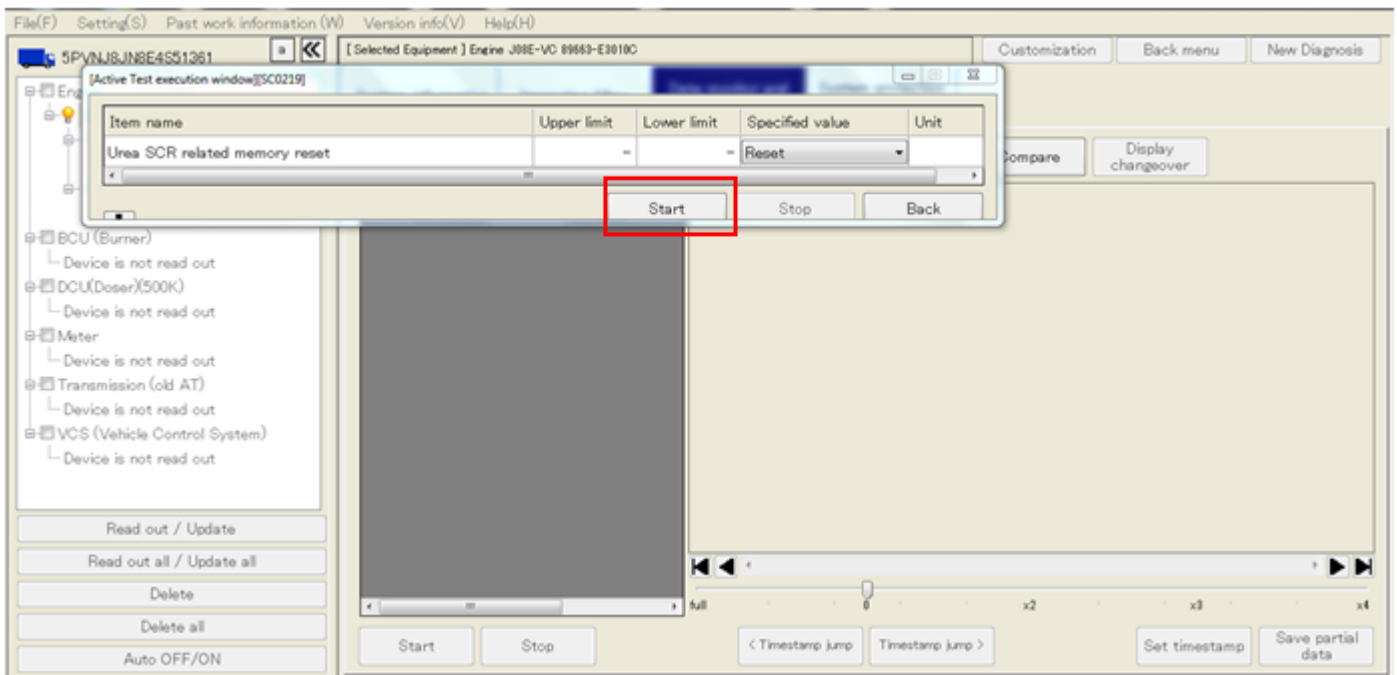 File(F) Setting(S) Past work information (W) Version info(V) Help(H)
5PVNJ8JN8E4S51361
[ Selected Equipment ] Engine J08E-VC 89663-E3010C
Customization Back menu New Diagnosis
[Active Test execution window][SC0219]
Item name Upper limit Lower limit Specified value Unit
Urea SCR related memory reset - - Reset
Start Stop Back
Compare
Display changeover
BCU (Burner)
Device is not read out
DCU(Doser)(500K)
Device is not read out
Meter
Device is not read out
Transmission (old AT)
Device is not read out
VCS (Vehicle Control System)
Device is not read out
Read out / Update
Read out all / Update all
Delete
Delete all
Auto OFF/ON
full 0 x2 x3 x4
Start Stop < Timestamp jump Timestamp jump > Set timestamp Save partial data